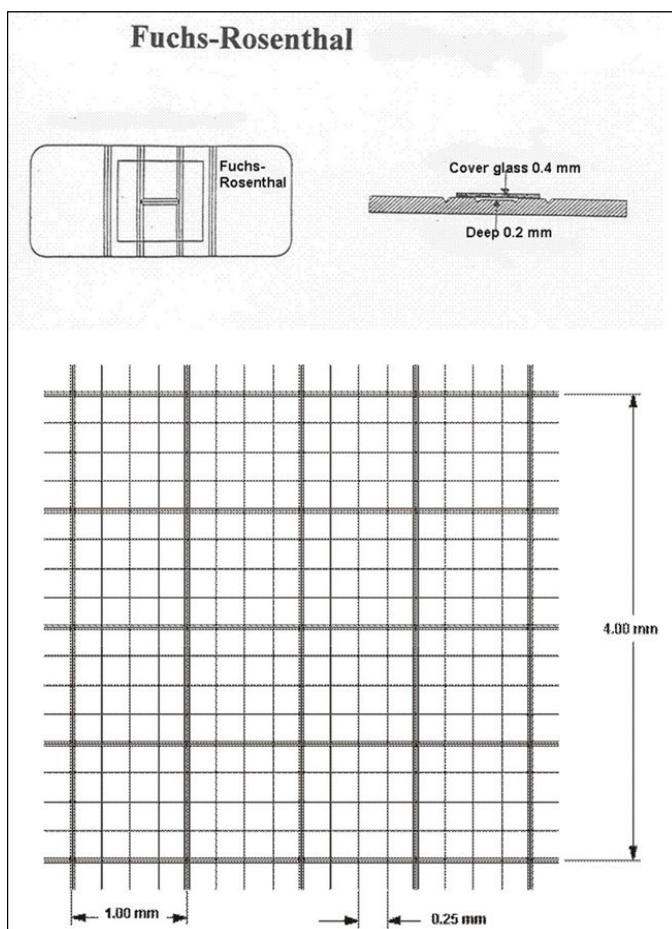 Fuchs-Rosenthal
Fuchs-
Rosenthal
Cover glass 0.4 mm
Deep 0.2 mm
4.00 mm
1.00 mm
0.25 mm